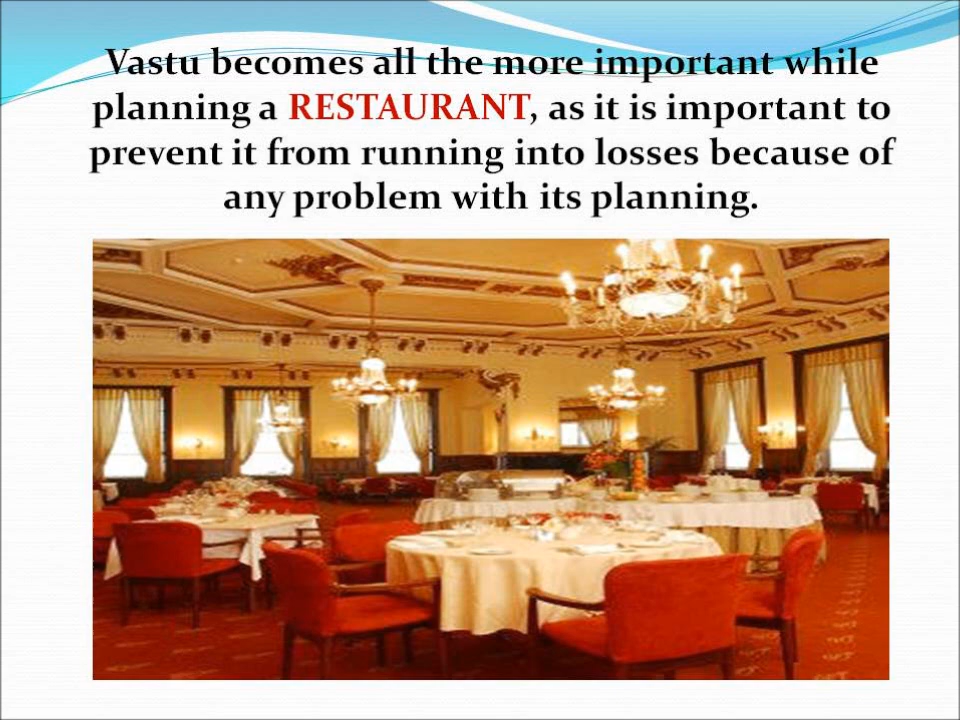 Vastu becomes all the more important while
planning a RESTAURANT, as it is important to
prevent it from running into losses because of
any problem with its planning.